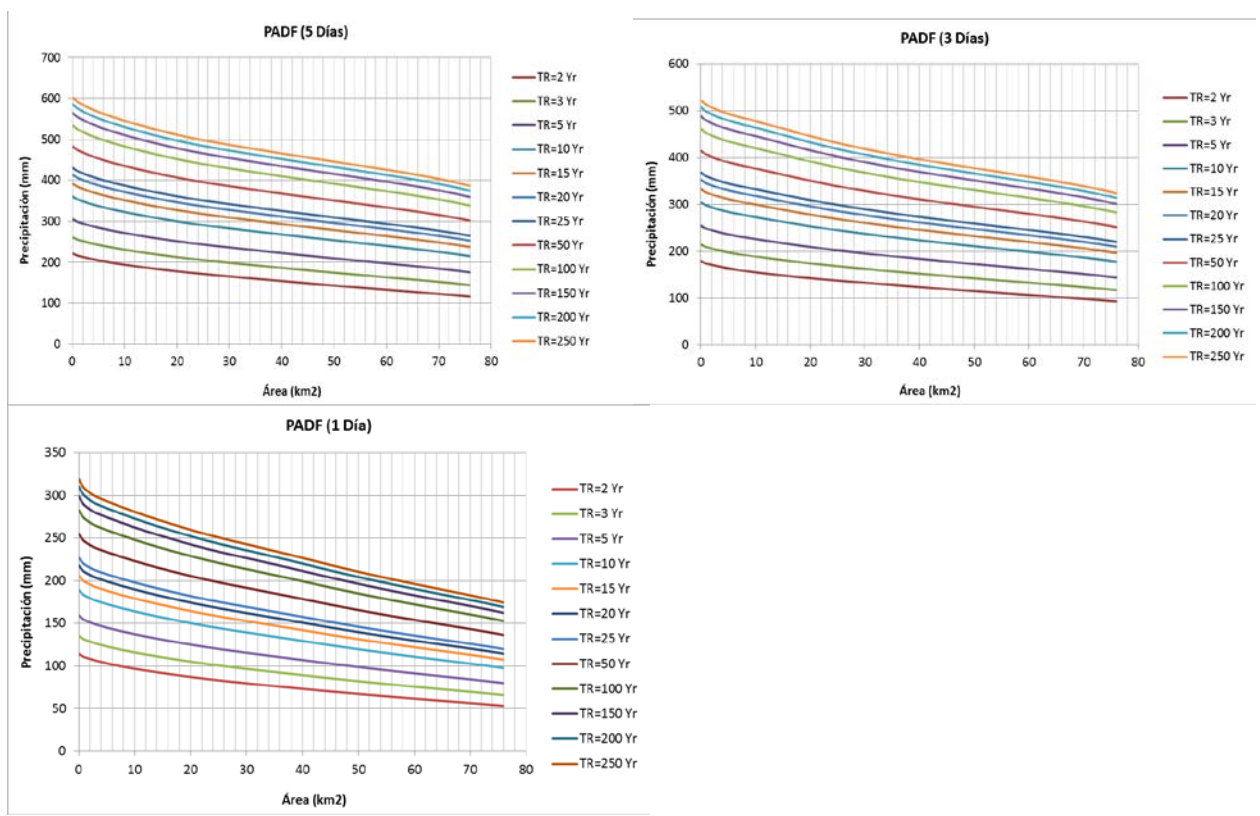 PADF (5 Días)
Precipitación (mm)
700
600
500
400
300
200
100
0
0 10 20 30 40 50 60 70 80
Área (km2)
TR=2 Yr
TR=3 Yr
TR=5 Yr
TR=10 Yr
TR=15 Yr
TR=20 Yr
TR=25 Yr
TR=50 Yr
TR=100 Yr
TR=150 Yr
TR=200 Yr
TR=250 Yr
PADF (3 Días)
Precipitación (mm)
600
500
400
300
200
100
0
0 10 20 30 40 50 60 70 80
Área (km2)
TR=2 Yr
TR=3 Yr
TR=5 Yr
TR=10 Yr
TR=15 Yr
TR=20 Yr
TR=25 Yr
TR=50 Yr
TR=100 Yr
TR=150 Yr
TR=200 Yr
TR=250 Yr
PADF (1 Día)
Precipitación (mm)
350
300
250
200
150
100
50
0
0 10 20 30 40 50 60 70 80
Área (km2)
TR=2 Yr
TR=3 Yr
TR=5 Yr
TR=10 Yr
TR=15 Yr
TR=20 Yr
TR=25 Yr
TR=50 Yr
TR=100 Yr
TR=150 Yr
TR=200 Yr
TR=250 Yr